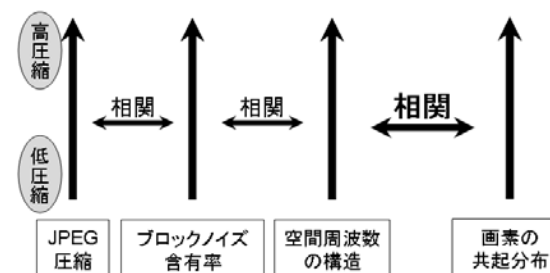 高圧縮
相関
相関
相関
低圧縮
JPEG
圧縮
ブロックノイズ
含有率
空間周波数
の構造
画素の
共起分布